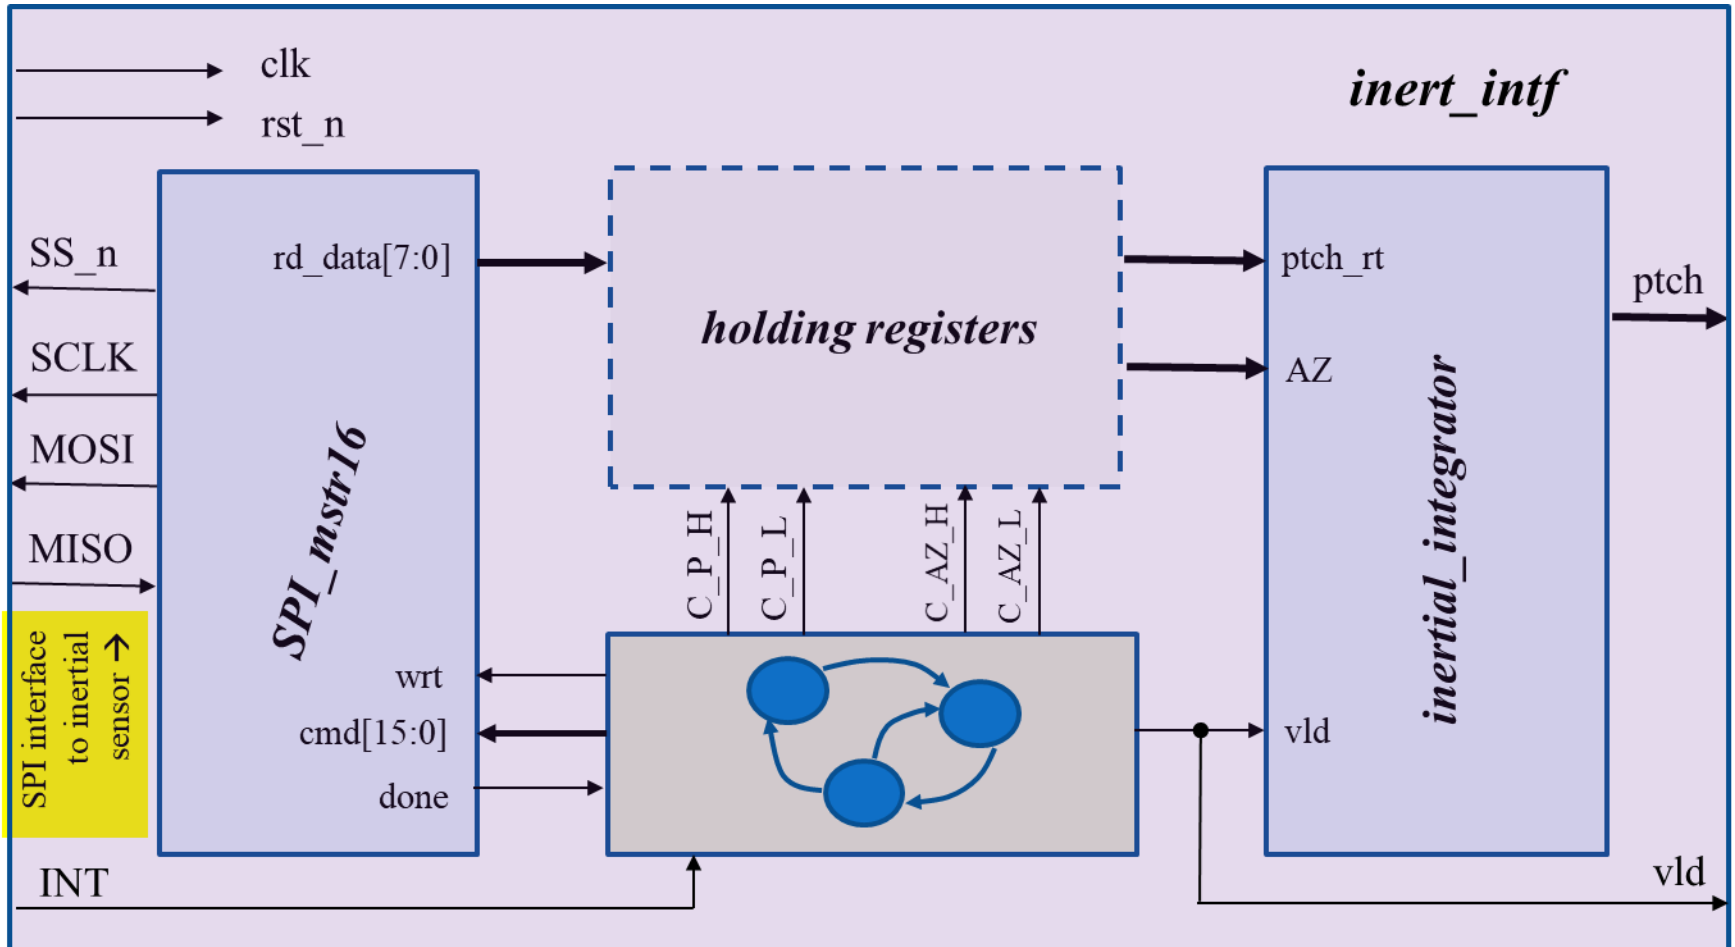 clk
rst_n
inert_intf
SS_n
SCLK
MOSI
MISO
SPI interface
to inertial
sensor →
INT
rd_data[7:0]
SPI_mstr16
wrt
cmd[15:0]
done
holding registers
C_P_H
C_P_L
C_AZ_H
C_AZ_L
ptch_rt
AZ
inertial_integrator
vld
ptch
vld